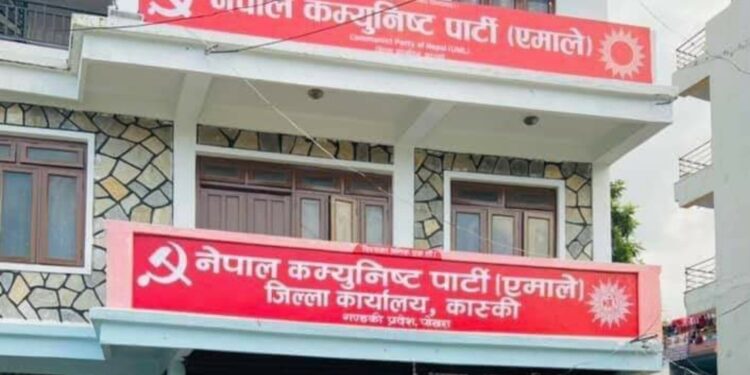 नेपाल कम्युनिष्ट पार्टी (एमाले)
Communist Party of Nepal (UML)
नेपाल कम्युनिष्ट पार्टी (एमाले)
जिल्ला कार्यालय, कास्की
गण्डकी प्रदेश, पोखरा